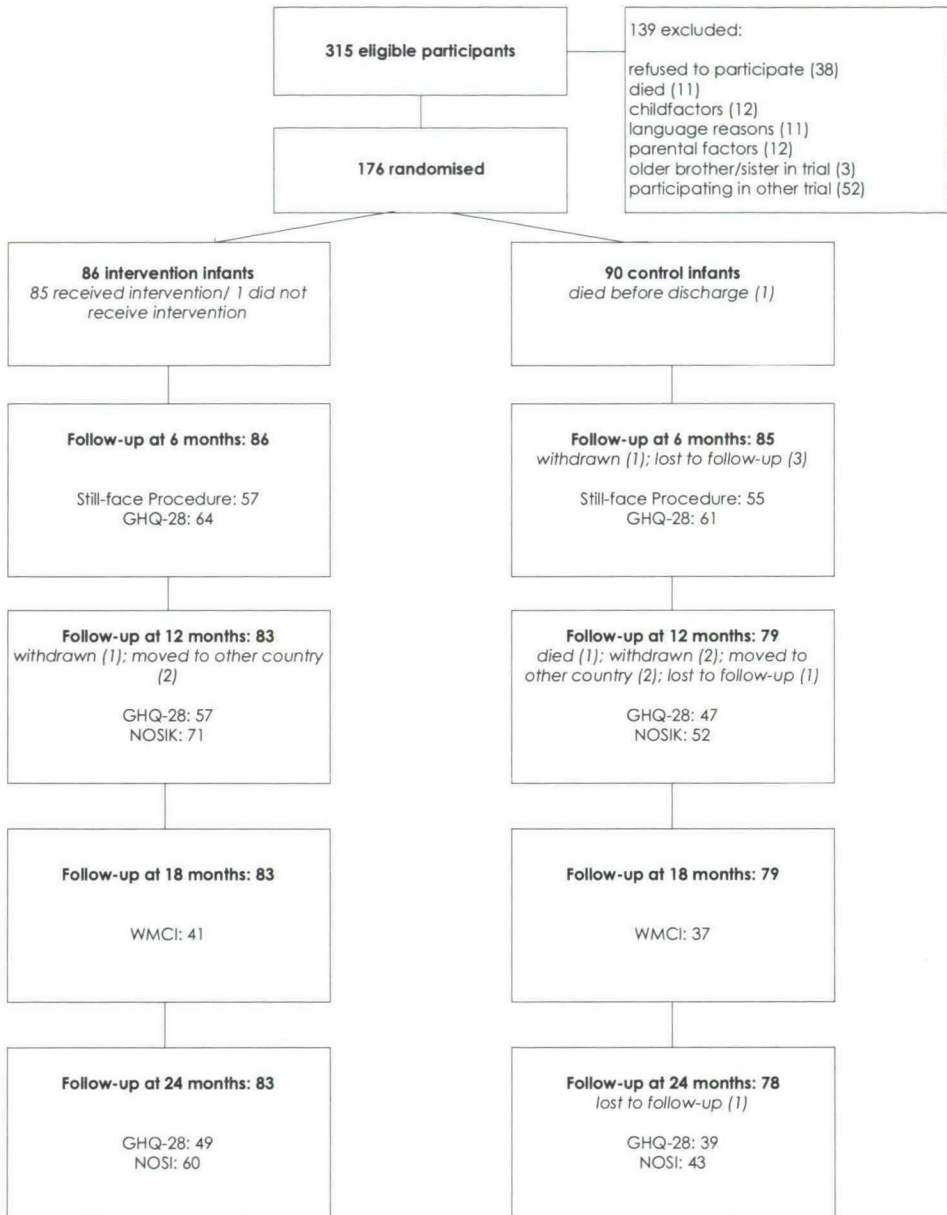 315 eligible participants
139 excluded:
refused to participate (38)
died (11)
childfactors (12)
language reasons (11)
parental factors (12)
older brother/sister in trial (3)
participating in other trial (52)
176 randomised
86 intervention infants
85 received intervention/ 1 did not
receive intervention
90 control infants
died before discharge (1)
Follow-up at 6 months: 86
Still-face Procedure: 57
GHQ-28: 64
Follow-up at 6 months: 85
withdrawn (1); lost to follow-up (3)
Still-face Procedure: 55
GHQ-28: 61
Follow-up at 12 months: 83
withdrawn (1); moved to other country
(2)
GHQ-28: 57
NOSIK: 71
Follow-up at 12 months: 79
died (1); withdrawn (2); moved to
other country (2); lost to follow-up (1)
GHQ-28: 47
NOSIK: 52
Follow-up at 18 months: 83
WMCI: 41
Follow-up at 18 months: 79
WMCI: 37
Follow-up at 24 months: 83
GHQ-28: 49
NOSI: 60
Follow-up at 24 months: 78
lost to follow-up (1)
GHQ-28: 39
NOSI: 43